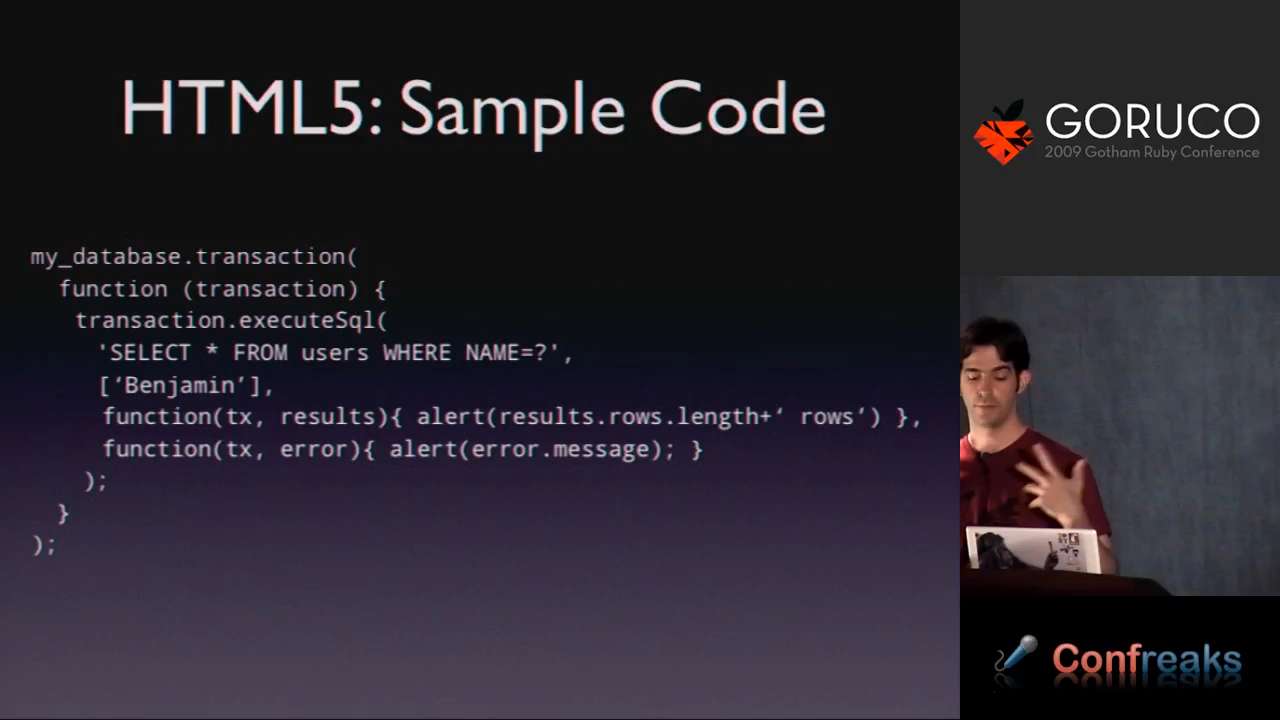 HTML5: Sample Code
my_database.transaction(
function (transaction) {
transaction.executeSql(
'SELECT * FROM users WHERE NAME=?',
[‘Benjamin’],
function(tx, results){ alert(results.rows.length+‘ rows’) },
function(tx, error){ alert(error.message); }
);
}
);
GORUCO
2009 Gotham Ruby Conference
Confreaks